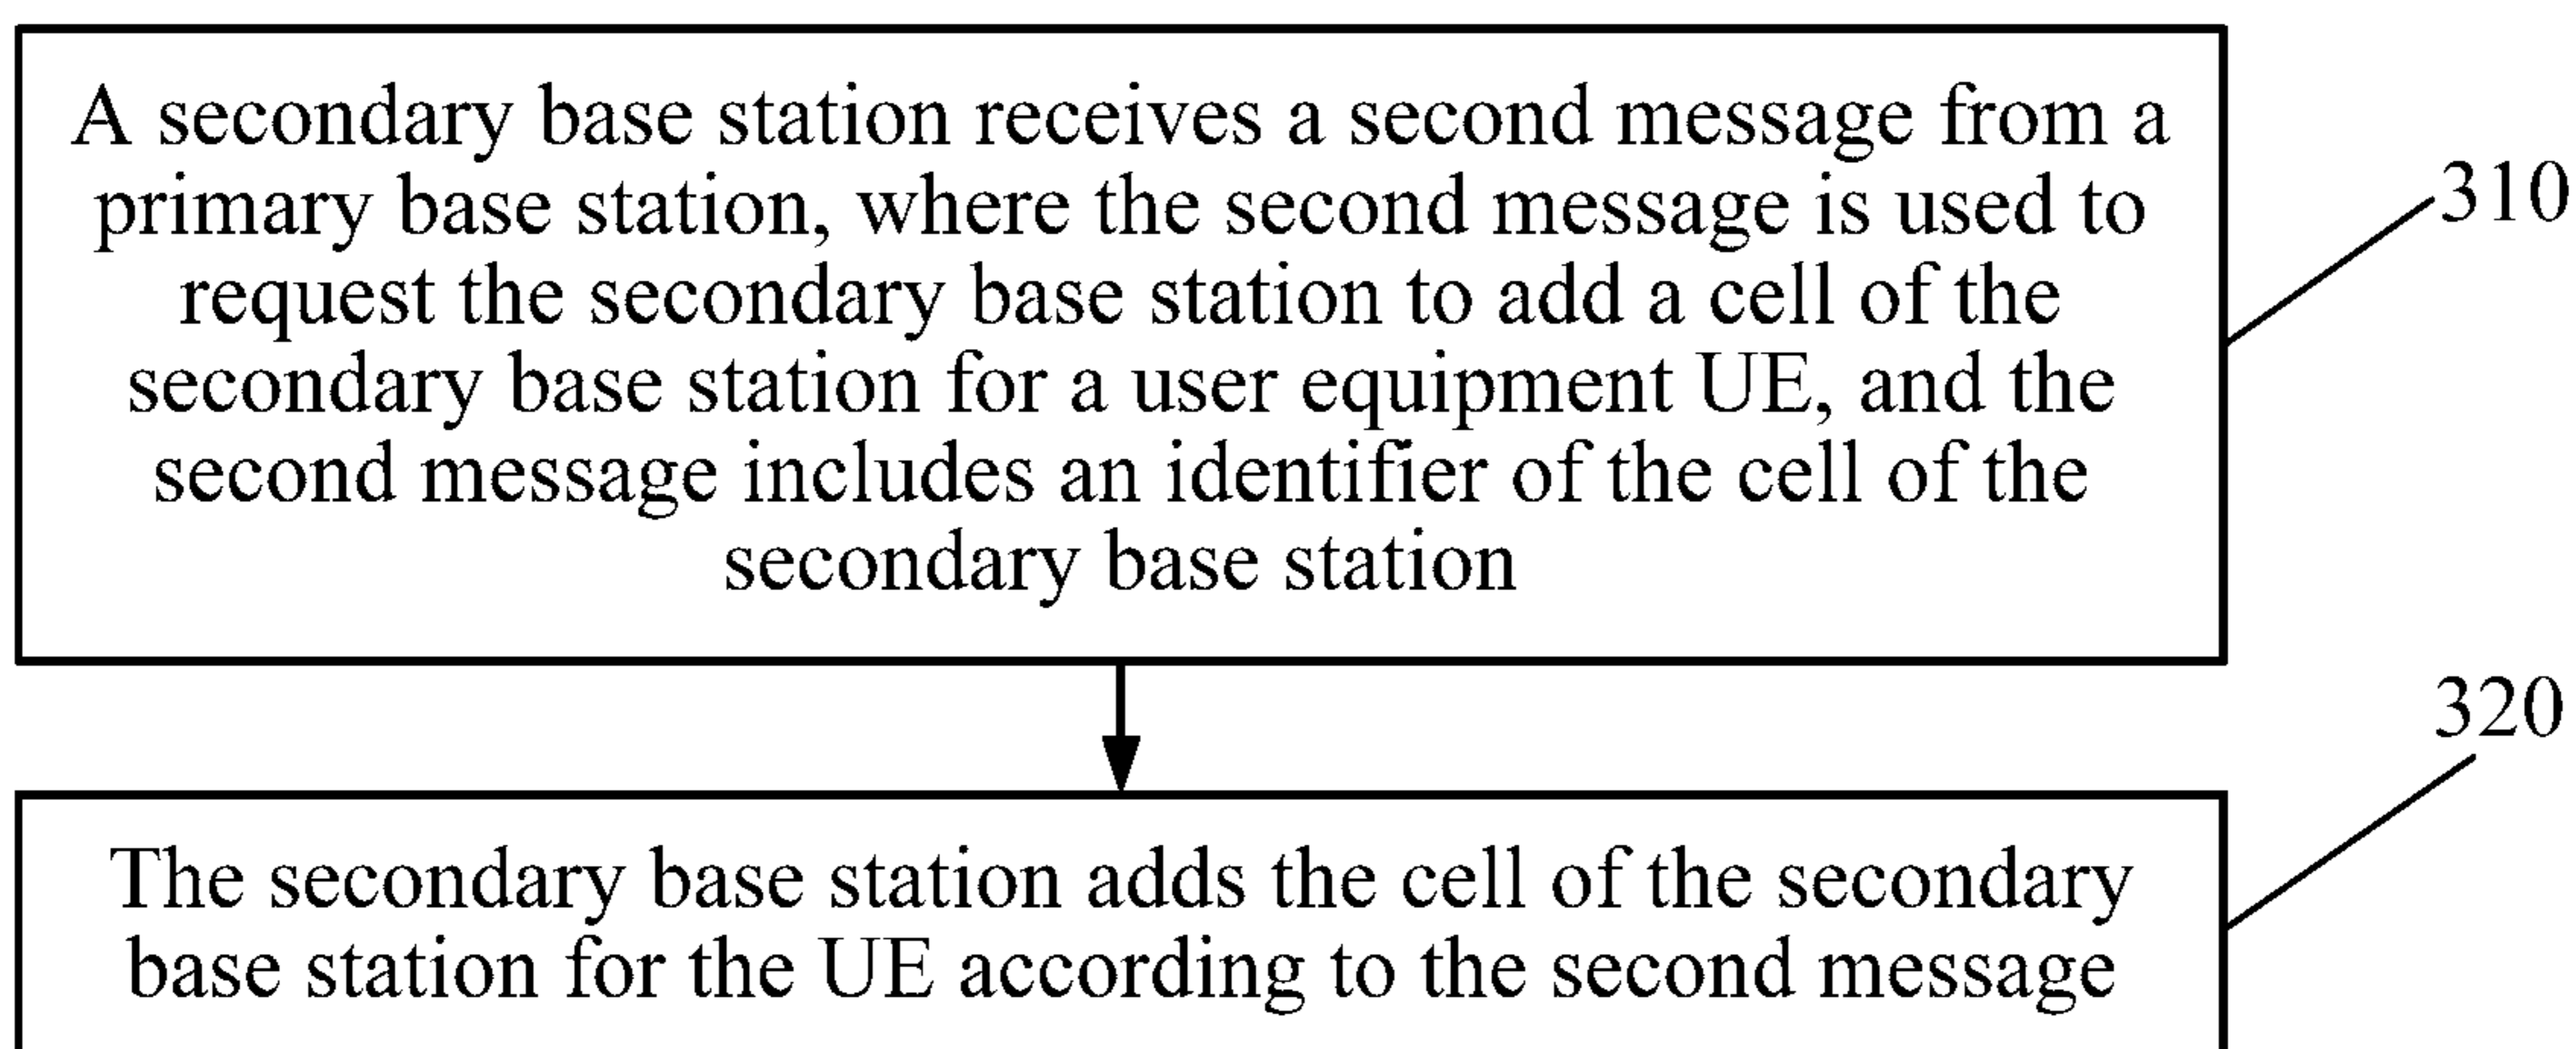 A secondary base station receives a second message from a
primary base station, where the second message is used to
request the secondary base station to add a cell of the
secondary base station for a user equipment UE, and the
second message includes an identifier of the cell of the
secondary base station
310
320
The secondary base station adds the cell of the secondary
base station for the UE according to the second message